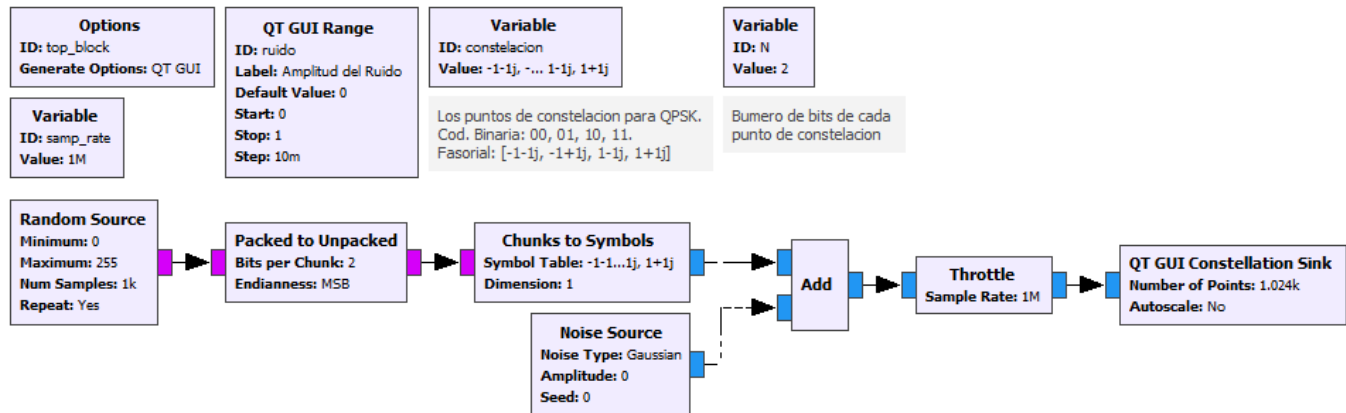 Options
ID: top_block
Generate Options: QT GUI
Variable
ID: samp_rate
Value: 1M
QT GUI Range
ID: ruido
Label: Amplitud del Ruido
Default Value: 0
Start: 0
Stop: 1
Step: 10m
Variable
ID: constelacion
Value: -1-1j, -... 1-1j, 1+1j
Los puntos de constelacion para QPSK.
Cod. Binaria: 00, 01, 10, 11.
Fasorial: [-1-1j, -1+1j, 1-1j, 1+1j]
Variable
ID: N
Value: 2
Bumero de bits de cada
punto de constelacion
Random Source
Minimum: 0
Maximum: 255
Num Samples: 1k
Repeat: Yes
Packed to Unpacked
Bits per Chunk: 2
Endianness: MSB
Chunks to Symbols
Symbol Table: -1-1...1j, 1+1j
Dimension: 1
Noise Source
Noise Type: Gaussian
Amplitude: 0
Seed: 0
Add
Throttle
Sample Rate: 1M
QT GUI Constellation Sink
Number of Points: 1.024k
Autoscale: No